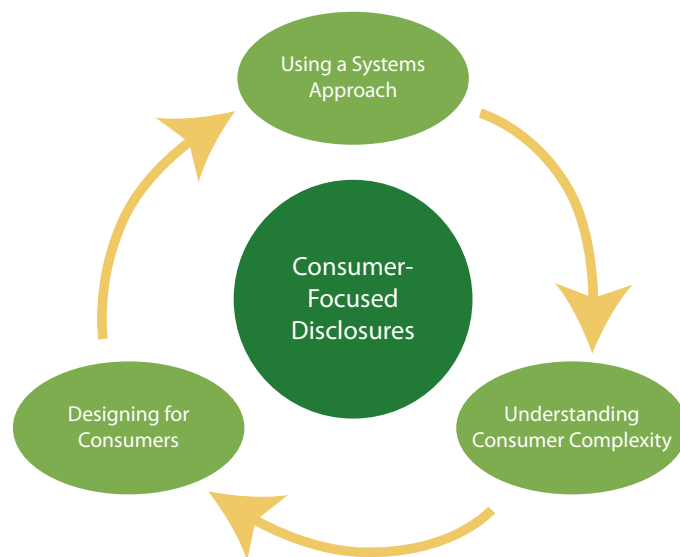 Using a Systems
Approach
Consumer-
Focused
Disclosures
Designing for
Consumers
Understanding
Consumer Complexity